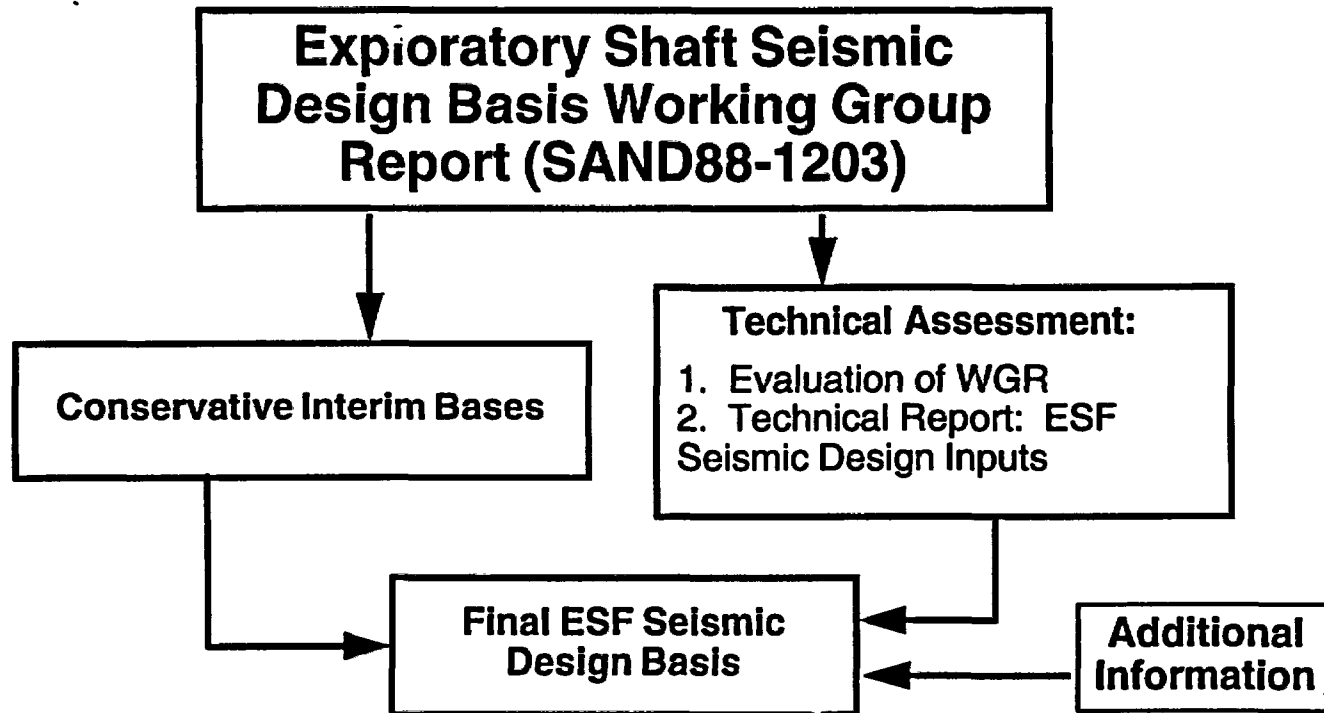 Exploratory Shaft Seismic
Design Basis Working Group
Report (SAND88-1203)
Conservative Interim Bases
Technical Assessment:
1. Evaluation of WGR
2. Technical Report: ESF
Seismic Design Inputs
Final ESF Seismic
Design Basis
Additional
Information